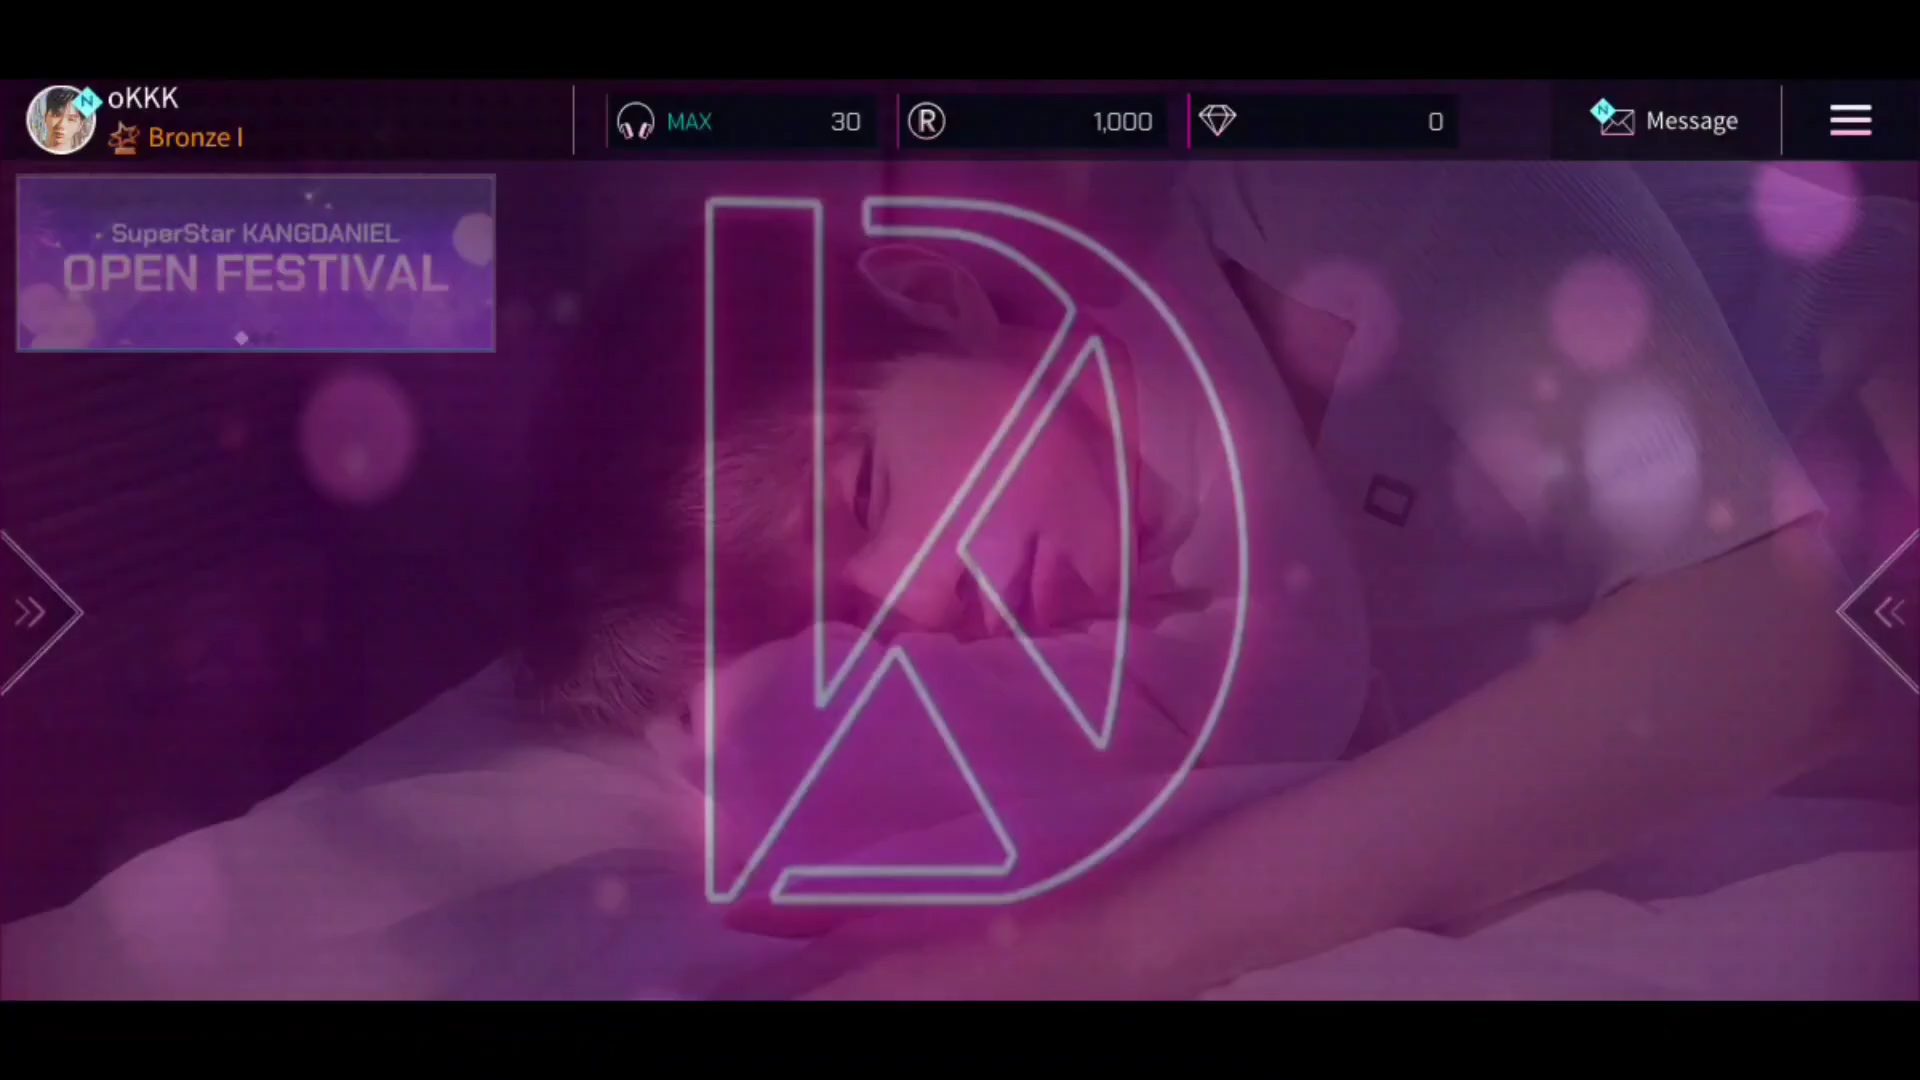 oKKK
Bronze I
MAX 30
R 1,000
0
N Message
SuperStar KANGDANIEL
OPEN FESTIVAL